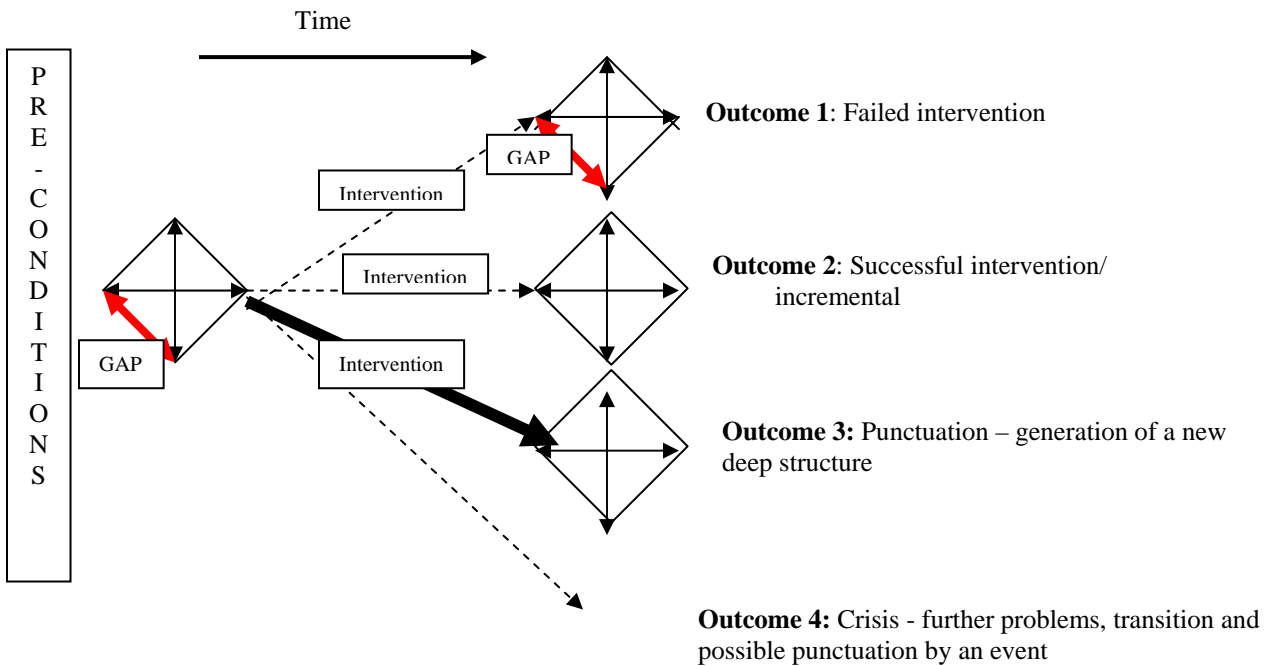 Time
P
R
E
-
C
O
N
D
I
T
I
O
N
S
Outcome 1: Failed intervention
GAP
Intervention
Intervention
Outcome 2: Successful intervention/
incremental
GAP
Intervention
Outcome 3: Punctuation – generation of a new
deep structure
Outcome 4: Crisis - further problems, transition and
possible punctuation by an event